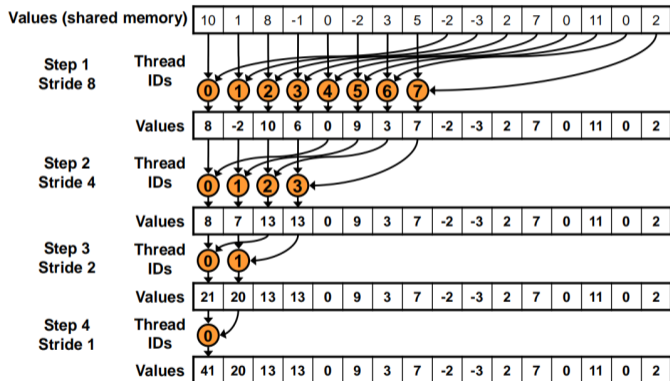 Values (shared memory) 10 1 8 -1 0 -2 3 5 -2 -3 2 7 0 11 0 2
Step 1 Stride 8 Thread IDs 0 1 2 3 4 5 6 7
Values 8 -2 10 6 0 9 3 7 -2 -3 2 7 0 11 0 2
Step 2 Stride 4 Thread IDs 0 1 2 3
Values 8 7 13 13 0 9 3 7 -2 -3 2 7 0 11 0 2
Step 3 Stride 2 Thread IDs 0 1
Values 21 20 13 13 0 9 3 7 -2 -3 2 7 0 11 0 2
Step 4 Stride 1 Thread IDs 0
Values 41 20 13 13 0 9 3 7 -2 -3 2 7 0 11 0 2